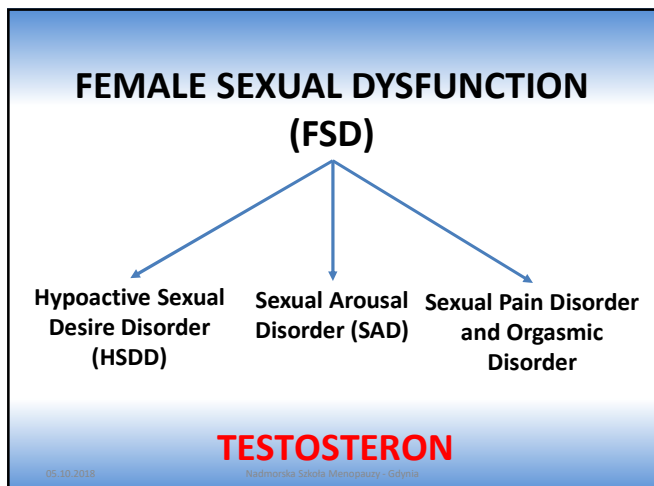 FEMALE SEXUAL DYSFUNCTION
(FSD)
Hypoactive Sexual
Desire Disorder
(HSDD)
Sexual Arousal
Disorder (SAD)
Sexual Pain Disorder
and Orgasmic
Disorder
TESTOSTERON
05.10.2018
Nadmorska Szkoła Menopauzy - Gdynia